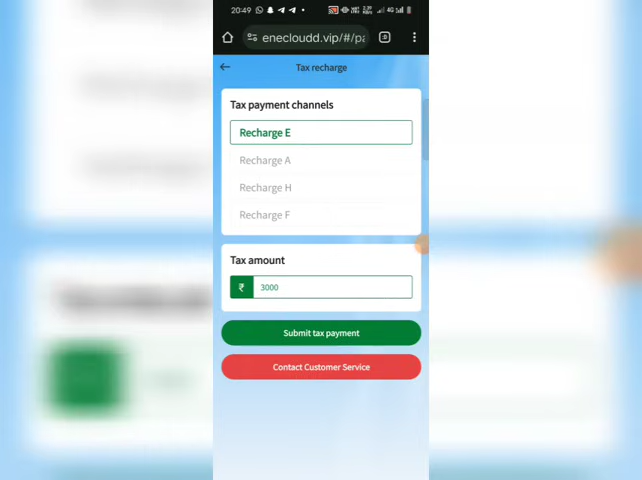 20:49
4G
enecloudd.vip/#/pa
:D
Tax recharge
Tax payment channels
Recharge E
Recharge A
Recharge H
Recharge F
Tax amount
₹ 3000
Submit tax payment
Contact Customer Service